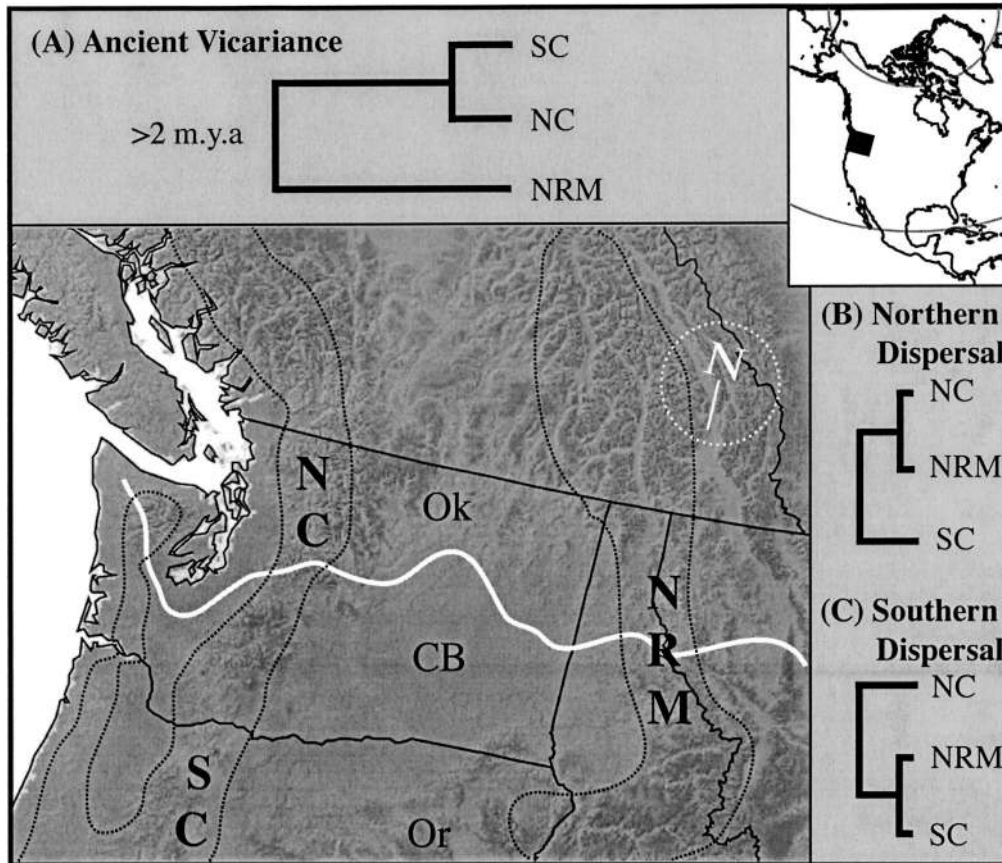 (A) Ancient Vicariance
SC
NC
>2 m.y.a
NRM
N
N
C
Ok
N
R
M
CB
S
C
Or
(B) Northern
Dispersal
NC
NRM
SC
(C) Southern
Dispersal
NC
NRM
SC